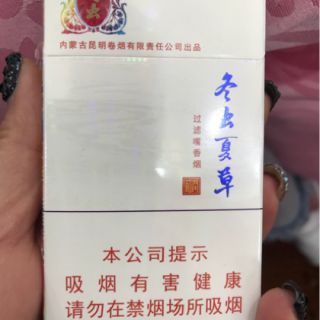 虫
内蒙古昆明卷烟有限责任公司出品
冬虫夏草
过滤嘴香烟
本公司提示
吸烟有害健康
请勿在禁烟场所吸烟